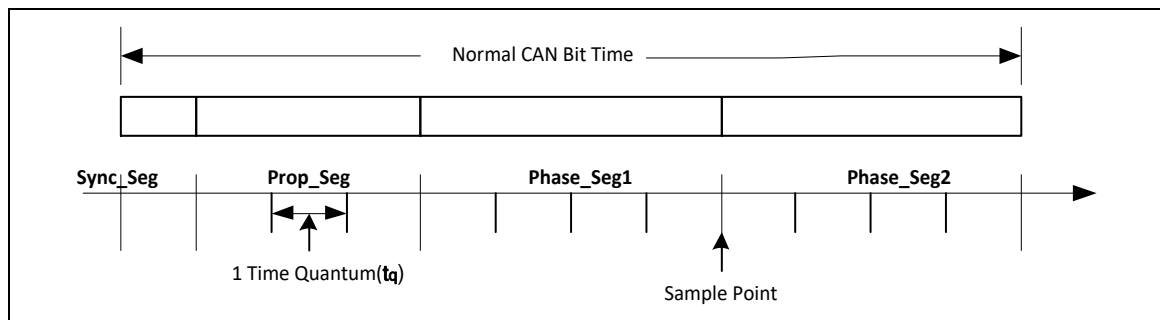 Normal CAN Bit Time
Sync_Seg Prop_Seg Phase_Seg1 Phase_Seg2
1 Time Quantum(tq)
Sample Point